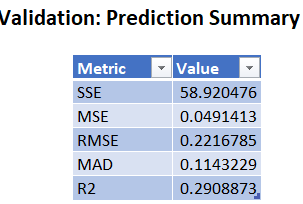 Validation: Prediction Summary
Metric Value
SSE 58.920476
MSE 0.0491413
RMSE 0.2216785
MAD 0.1143229
R2 0.2908873